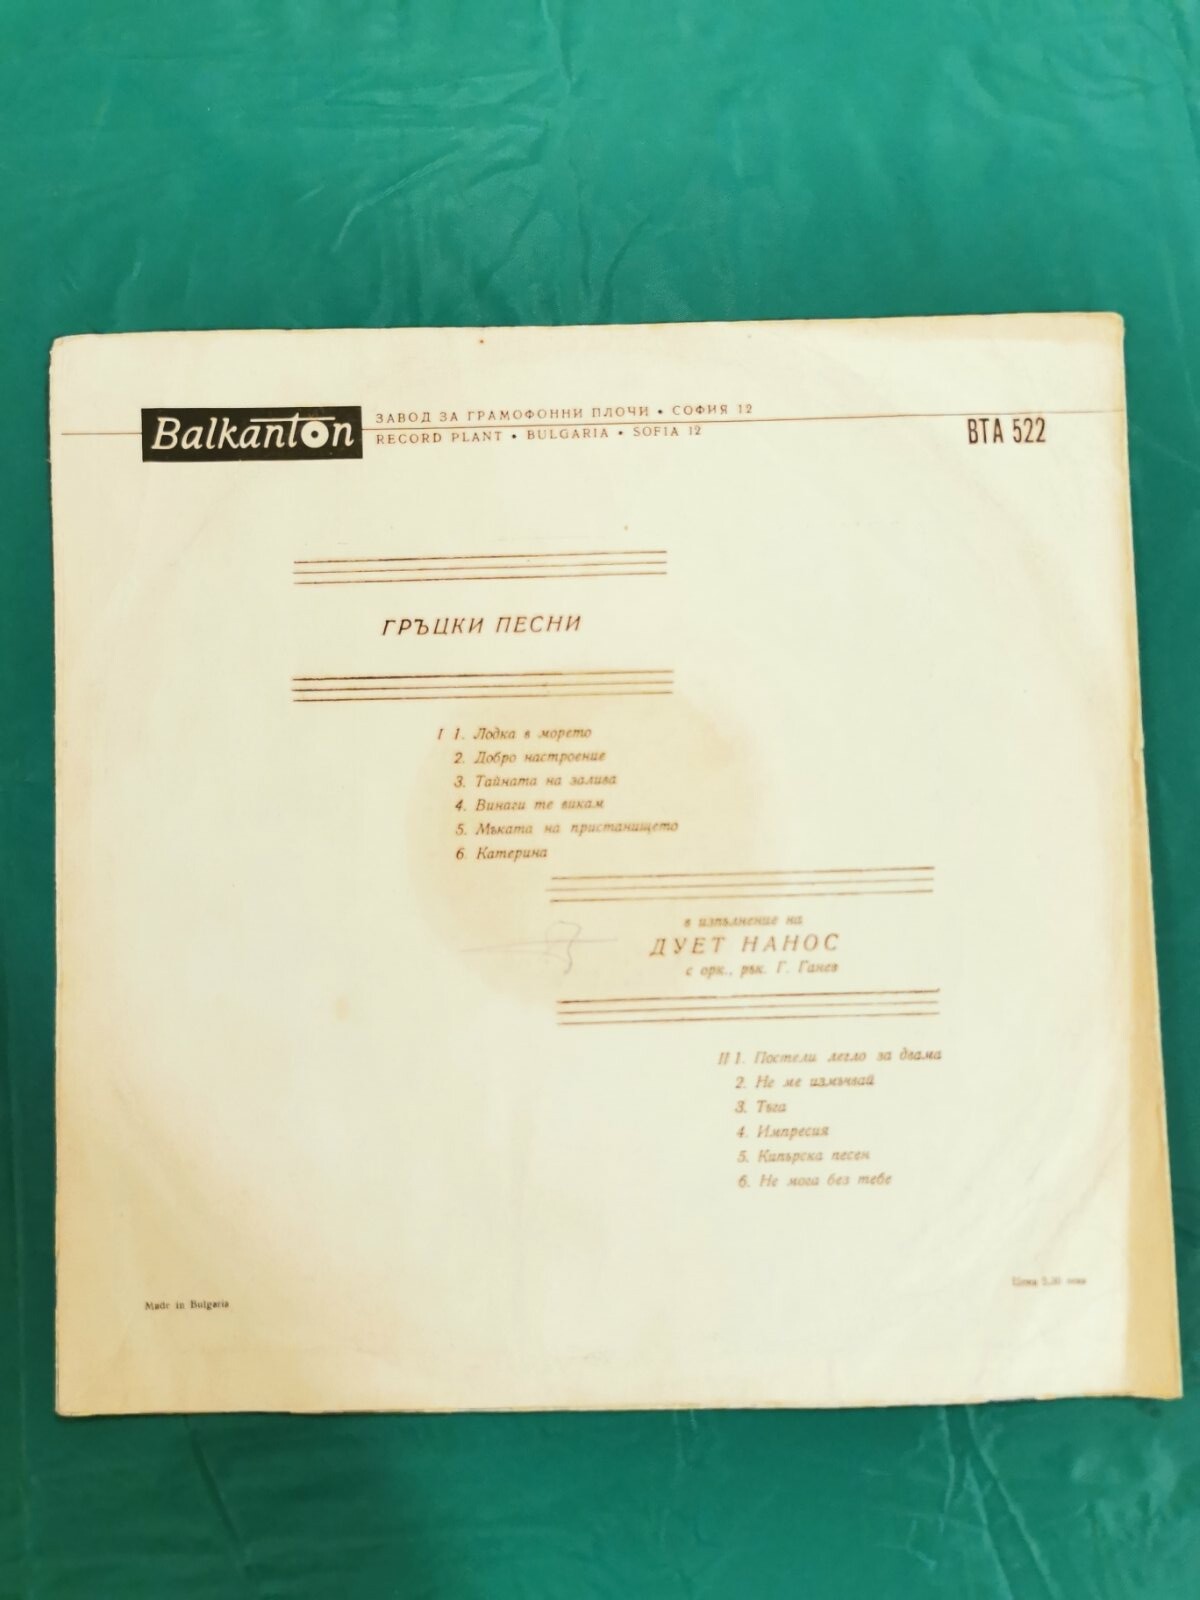 Balkanton
ЗАВОД ЗА ГРАМОФОННИ ПЛОЧИ • СОФИЯ 12
RECORD PLANT • BULGARIA • SOFIA 12
ВТА 522
ГРЪЦКИ ПЕСНИ
I 1. Лодка в морето
2. Добро настроение
3. Тайната на залива
4. Винаги те викам
5. Мъката на пристанището
6. Катерина
в изпълнение на
ДУЕТ НАНОС
с орк., рък. Г. Ганев
II 1. Постели легло за двама
2. Не ме измъчвай
3. Тъга
4. Импресия
5. Кипърска песен
6. Не мога без тебе
Made in Bulgaria
Цена